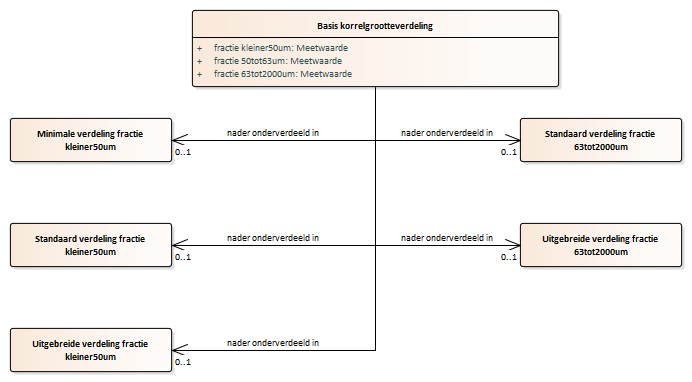 Basis korrelgrootteverdeling
+ fractie kleiner50um: Meetwaarde
+ fractie 50tot63um: Meetwaarde
+ fractie 63tot2000um: Meetwaarde
Minimale verdeling fractie
kleiner50um
nader onderverdeeld in
0..1
nader onderverdeeld in
0..1
Standaard verdeling fractie
63tot2000um
Standaard verdeling fractie
kleiner50um
nader onderverdeeld in
0..1
nader onderverdeeld in
0..1
Uitgebreide verdeling fractie
63tot2000um
Uitgebreide verdeling fractie
kleiner50um
nader onderverdeeld in
0..1